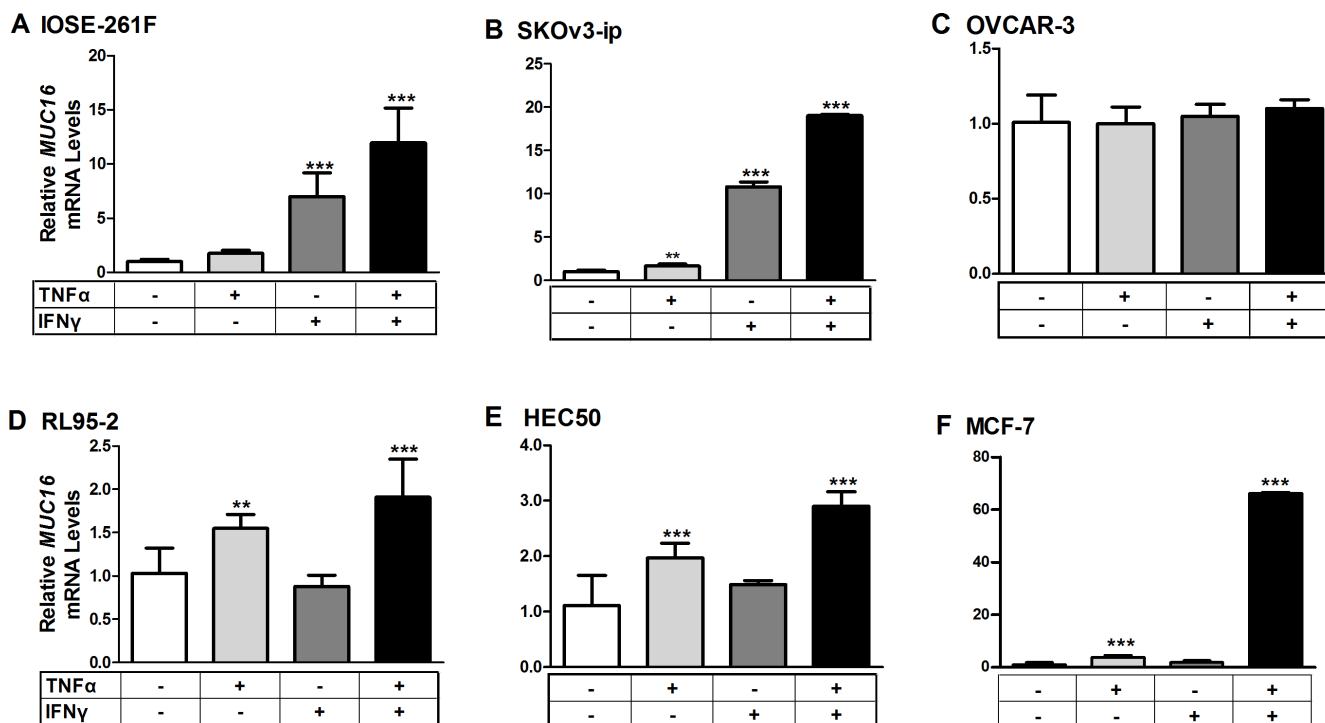 A IOSE-261F
B SKOv3-ip
C OVCAR-3
Relative MUC16
mRNA Levels
20
15
10
5
0
***
***
25
20
15
10
5
0
**
***
***
1.5
1.0
0.5
0.0
TNFα - + - +
IFNγ - - + +
- + - +
- - + +
- + - +
- - + +
D RL95-2
E HEC50
F MCF-7
Relative MUC16
mRNA Levels
2.5
2.0
1.5
1.0
0.5
0.0
**
***
4.0
3.0
2.0
1.0
0.0
***
***
80
60
40
20
0
***
***
TNFα - + - +
IFNγ - - + +
- + - +
- - + +
- + - +
- - + +